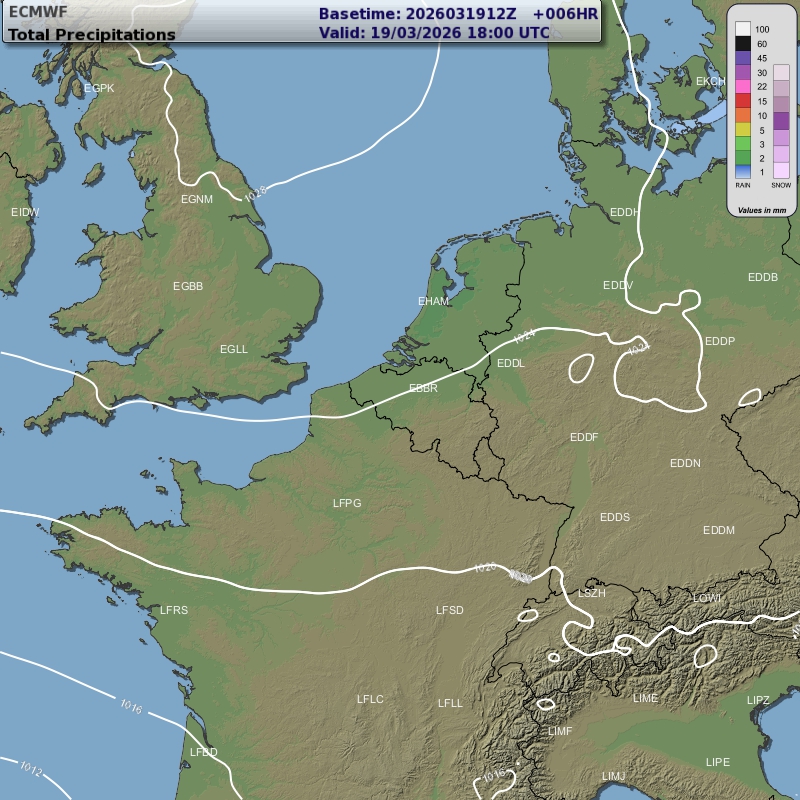 ECMWF
Total Precipitations
Basetime: 2026031912Z +006HR
Valid: 19/03/2026 18:00 UTC
100
60
45
30
22
15
10
5
3
2
1
RAIN SNOW
Values in mm
EGPK
EKCH
EGNM
1028
EIDW
EDDH
EGBB
EDDV
EDDB
EHAM
1024
EGLL
1024
EDDP
EDDL
EBBR
EDDF
EDDN
LFPG
EDDS
EDDM
1020
LSZH
LOWI
LFRS
LFSD
LFLC
LFLL
LIME
LIPZ
1016
LIMF
LFBD
LIPE
1012
1016
LIMJ